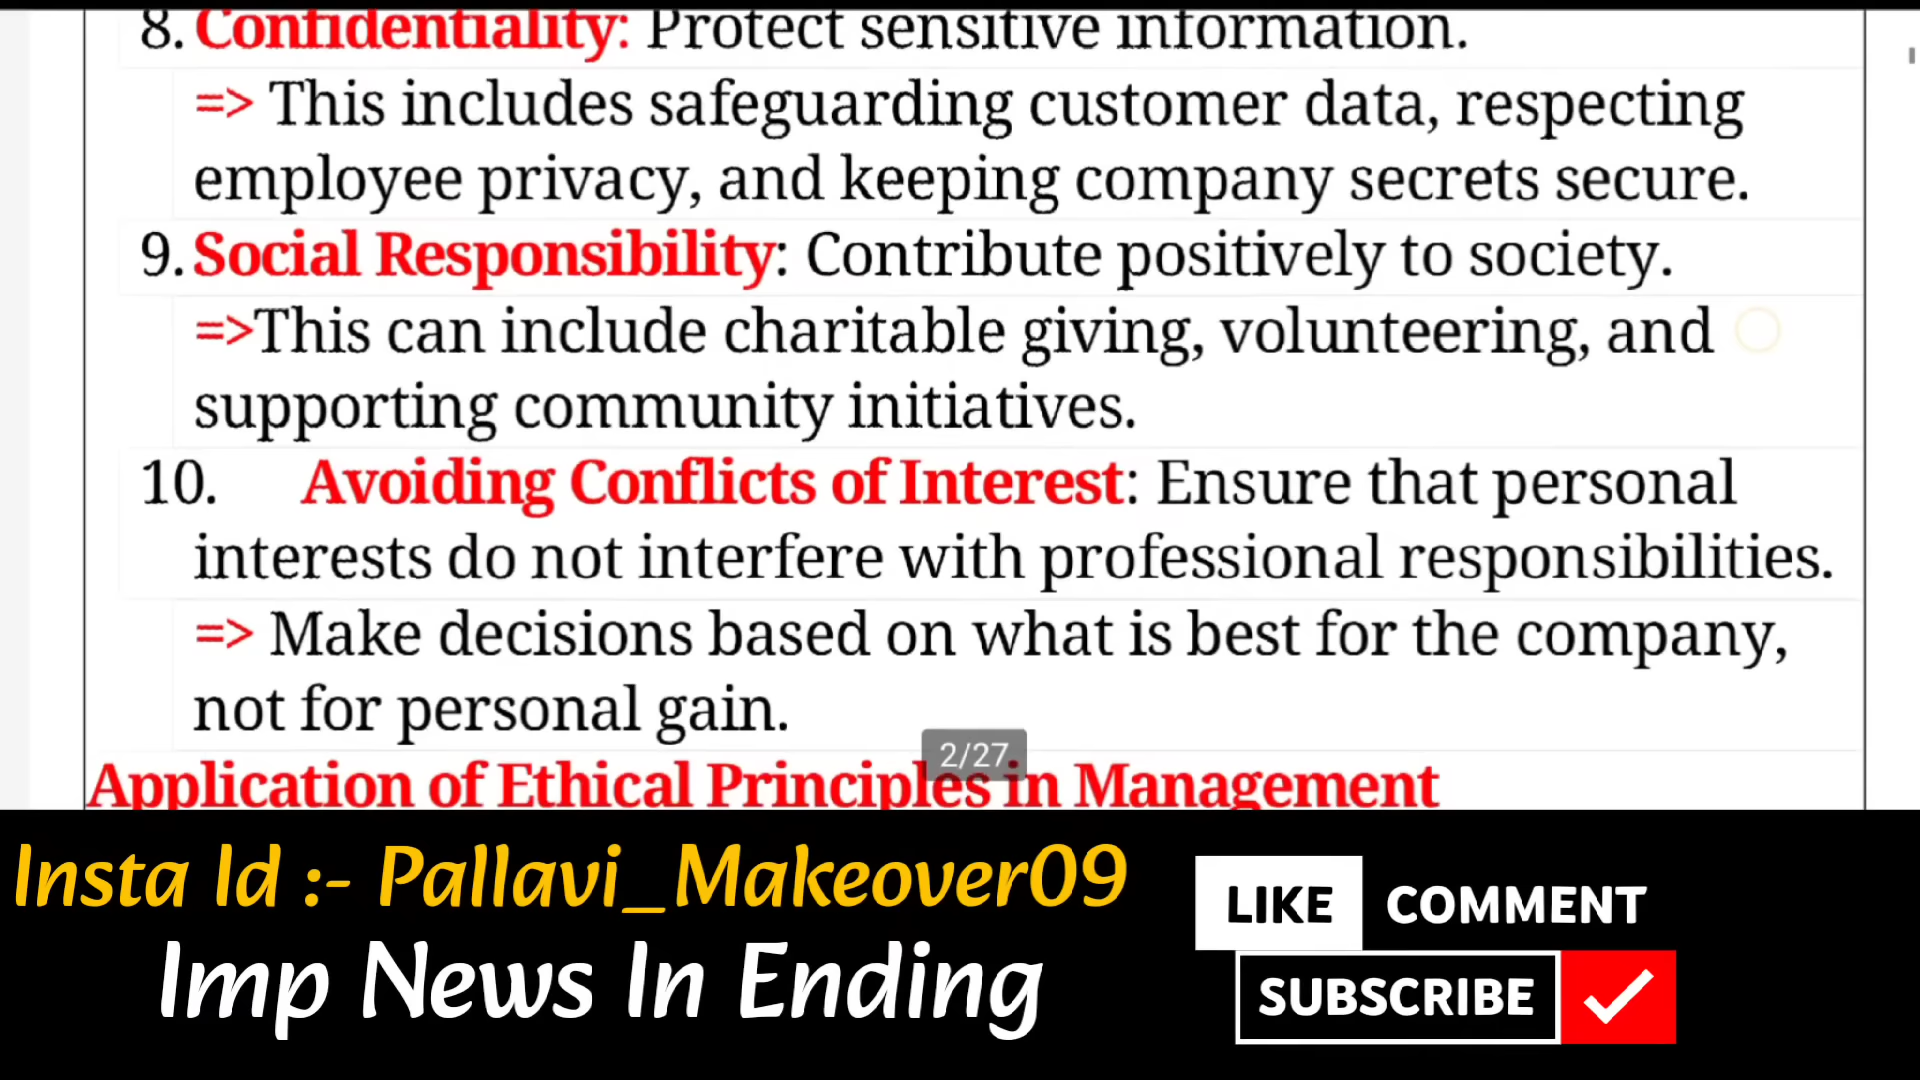 8. Confidentiality: Protect sensitive information.
=> This includes safeguarding customer data, respecting
employee privacy, and keeping company secrets secure.
9. Social Responsibility: Contribute positively to society.
=>This can include charitable giving, volunteering, and
supporting community initiatives.
10. Avoiding Conflicts of Interest: Ensure that personal
interests do not interfere with professional responsibilities.
=> Make decisions based on what is best for the company,
not for personal gain.
2/27
Application of Ethical Principles in Management
Insta Id :- Pallavi_Makeover09
Imp News In Ending
LIKE COMMENT
SUBSCRIBE